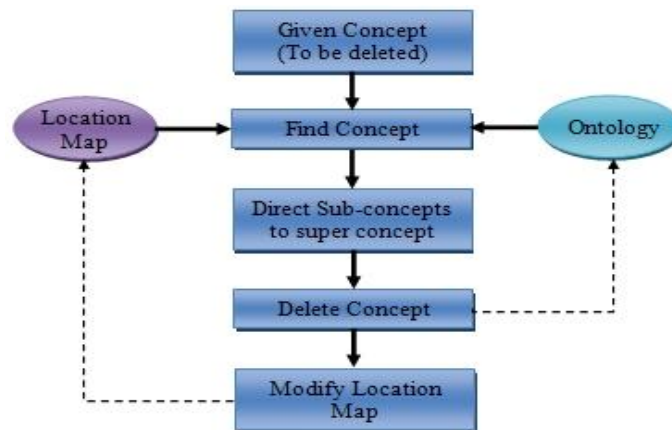 Given Concept
(To be deleted)
Location
Map
Find Concept
Ontology
Direct Sub-concepts
to super concept
Delete Concept
Modify Location
Map